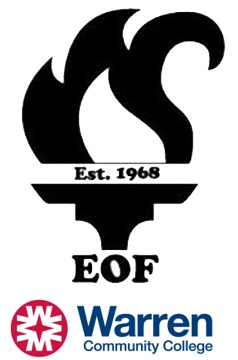 Est. 1968
EOF
Warren
Community College